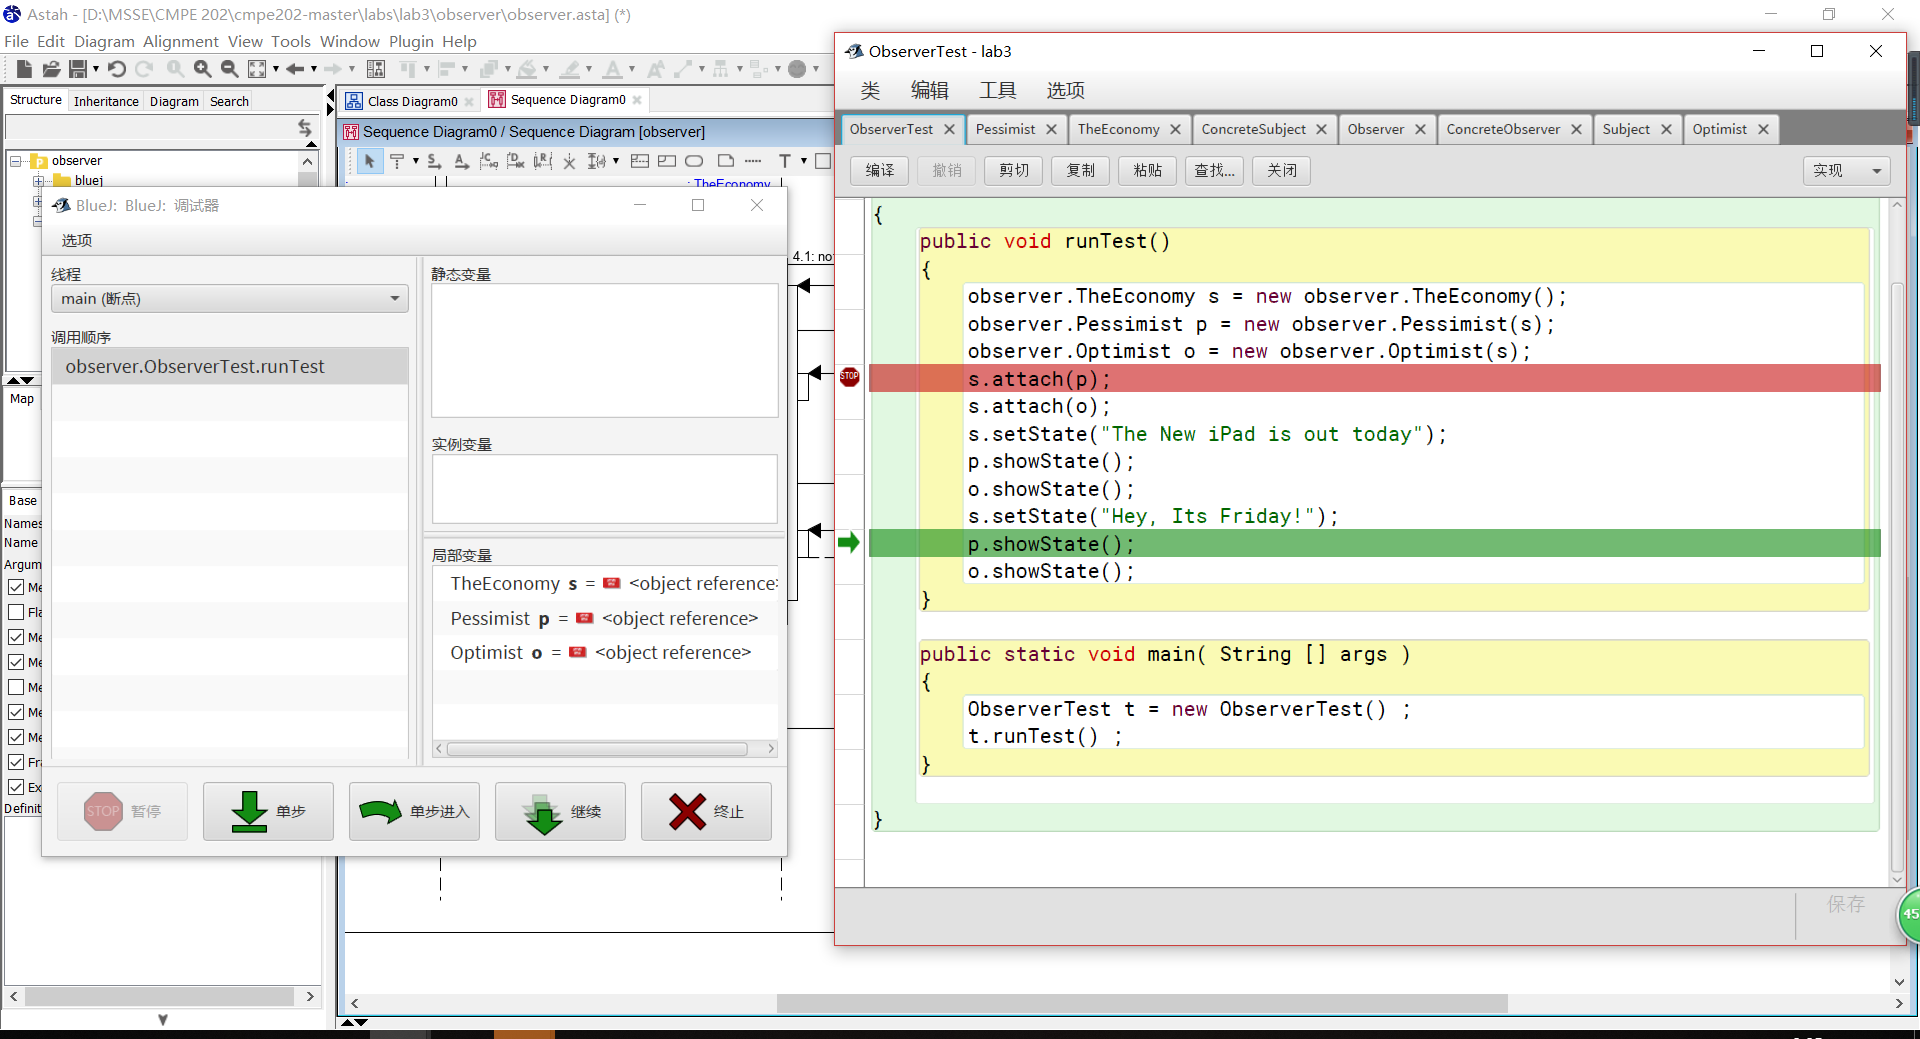 Astah - [D:\MSSE\CMPE 202\cmpe202-master\labs\lab3\observer\observer.asta] (*)
File Edit Diagram Alignment View Tools Window Plugin Help
Structure Inheritance Diagram Search
Class Diagram0
Sequence Diagram0
Sequence Diagram0 / Sequence Diagram [observer]
observer
bluej
: TheEconomy
4.1: no
Map
Base
Names
Name
Argum
Me
Fla
Me
Me
Me
Me
Me
Fr
Ex
Definit
BlueJ: BlueJ: 调试器
选项
线程
main (断点)
调用顺序
observer.ObserverTest.runTest
静态变量
实例变量
局部变量
TheEconomy s = <object reference>
Pessimist p = <object reference>
Optimist o = <object reference>
STOP 暂停
单步
单步进入
继续
终止
ObserverTest - lab3
类 编辑 工具 选项
ObserverTest Pessimist TheEconomy ConcreteSubject Observer ConcreteObserver Subject Optimist
编译 撤销 剪切 复制 粘贴 查找... 关闭 实现
{
public void runTest()
{
observer.TheEconomy s = new observer.TheEconomy();
observer.Pessimist p = new observer.Pessimist(s);
observer.Optimist o = new observer.Optimist(s);
STOP s.attach(p);
s.attach(o);
s.setState("The New iPad is out today");
p.showState();
o.showState();
s.setState("Hey, Its Friday!");
p.showState();
o.showState();
}
public static void main( String [] args )
{
ObserverTest t = new ObserverTest() ;
t.runTest() ;
}
}
保存
45